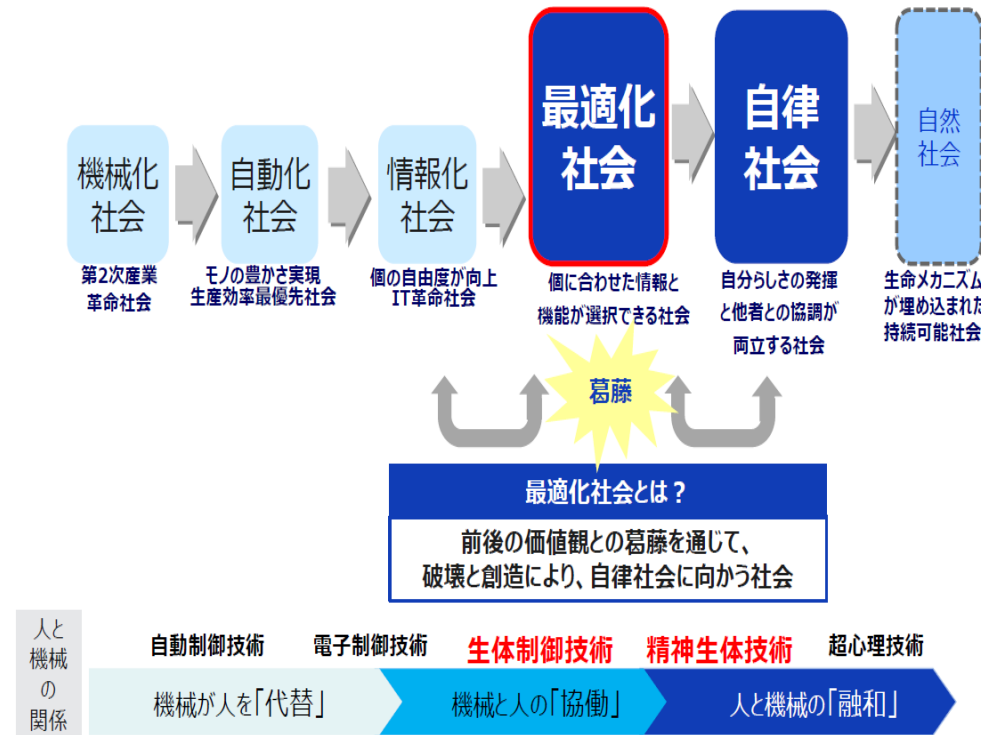 機械化
社会
自動化
社会
情報化
社会
最適化
社会
自律
社会
自然
社会
第2次産業
革命社会
モノの豊かさ実現
生産効率最優先社会
個の自由度が向上
IT革命社会
個に合わせた情報と
機能が選択できる社会
自分らしさの発揮
と他者との協調が
両立する社会
生命メカニズム
が埋め込まれた
持続可能社会
葛藤
最適化社会とは？
前後の価値観との葛藤を通じて、
破壊と創造により、自律社会に向かう社会
人と
機械
の
関係
自動制御技術
電子制御技術
生体制御技術
精神生体技術
超心理技術
機械が人を「代替」
機械と人の「協働」
人と機械の「融和」